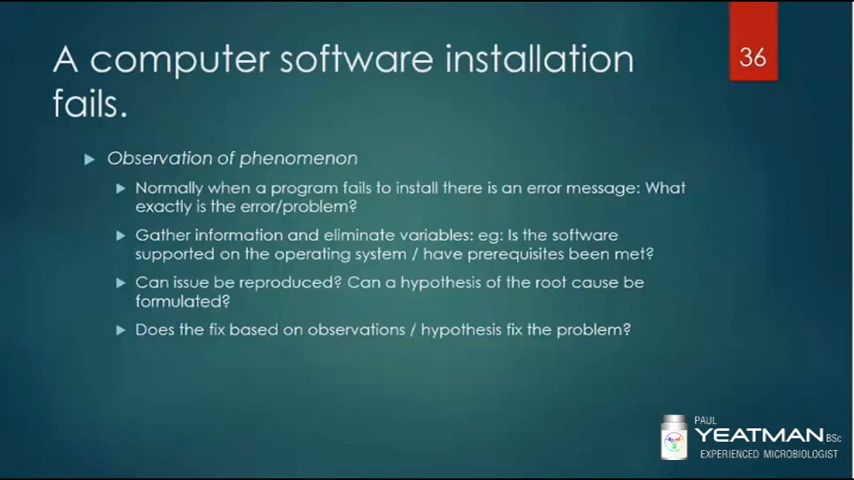 A computer software installation
fails.
36
Observation of phenomenon
Normally when a program fails to install there is an error message: What
exactly is the error/problem?
Gather information and eliminate variables: eg: Is the software
supported on the operating system / have prerequisites been met?
Can issue be reproduced? Can a hypothesis of the root cause be
formulated?
Does the fix based on observations / hypothesis fix the problem?
PAUL
YEATMAN BSc
EXPERIENCED MICROBIOLOGIST